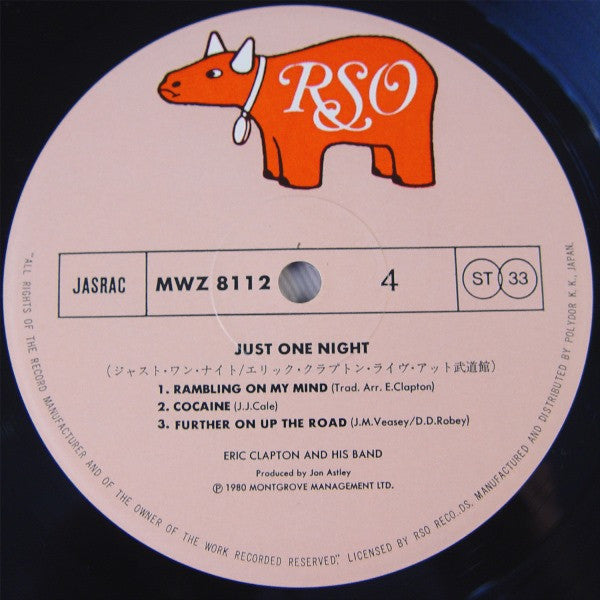 RSO
JASRAC
MWZ 8112
4
ST 33
JUST ONE NIGHT
(ジャスト・ワン・ナイト/エリック・クラプトン・ライヴ・アット武道館)
1. RAMBLING ON MY MIND (Trad. Arr. E.Clapton)
2. COCAINE (J.J.Cale)
3. FURTHER ON UP THE ROAD (J.M.Veasey/D.D.Robey)
ERIC CLAPTON AND HIS BAND
Produced by Jon Astley
Ⓟ 1980 MONTGROVE MANAGEMENT LTD.
"ALL RIGHTS OF THE RECORD MANUFACTURER AND OF THE OWNER OF THE WORK RECORDED RESERVED," LICENSED BY RSO RECO..DS, MANUFACTURED AND DISTRIBUTED BY POLYDOR K.K., JAPAN.